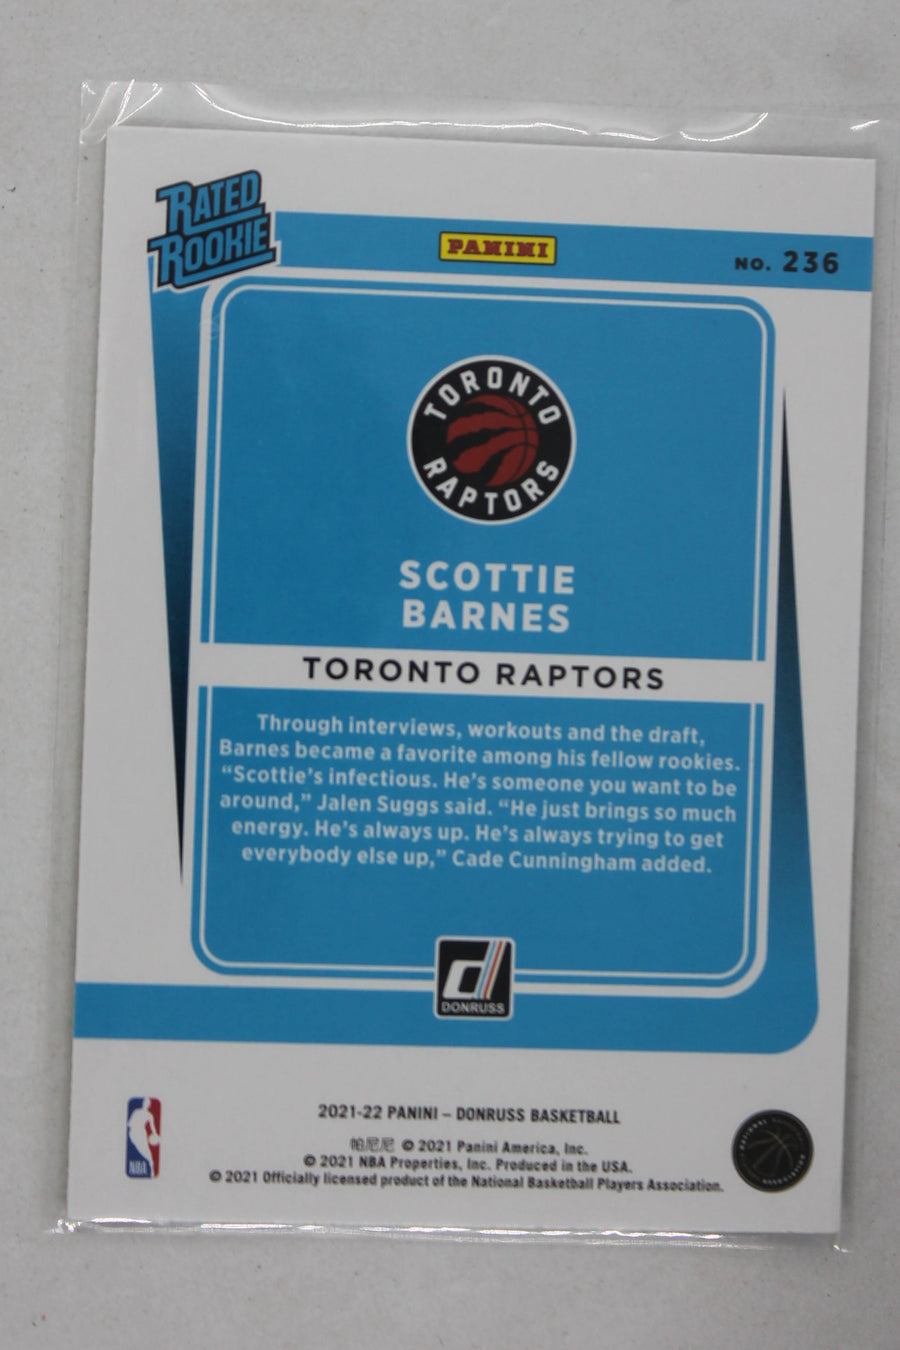 RATED
ROOKIE
PANINI
NO. 236
TORONTO
RAPTORS
SCOTTIE
BARNES
TORONTO RAPTORS
Through interviews, workouts and the draft,
Barnes became a favorite among his fellow rookies.
“Scottie’s infectious. He’s someone you want to be
around,” Jalen Suggs said. “He just brings so much
energy. He’s always up. He’s always trying to get
everybody else up,” Cade Cunningham added.
DONRUSS
2021-22 PANINI – DONRUSS BASKETBALL
帕尼尼 © 2021 Panini America, Inc.
© 2021 NBA Properties, Inc. Produced in the USA.
© 2021 Officially licensed product of the National Basketball Players Association.
NBA